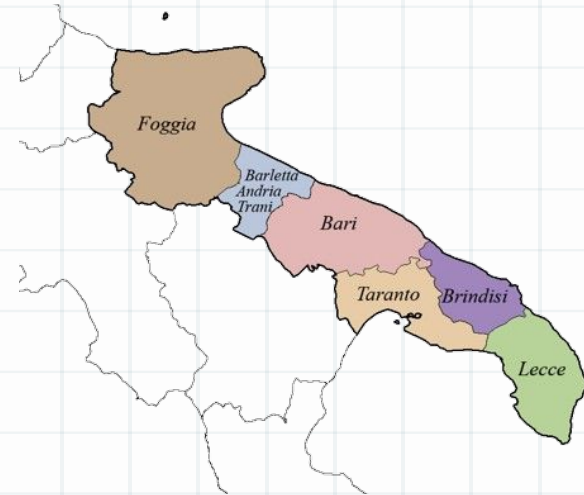 Foggia
Barletta
Andria
Trani
Bari
Taranto
Brindisi
Lecce